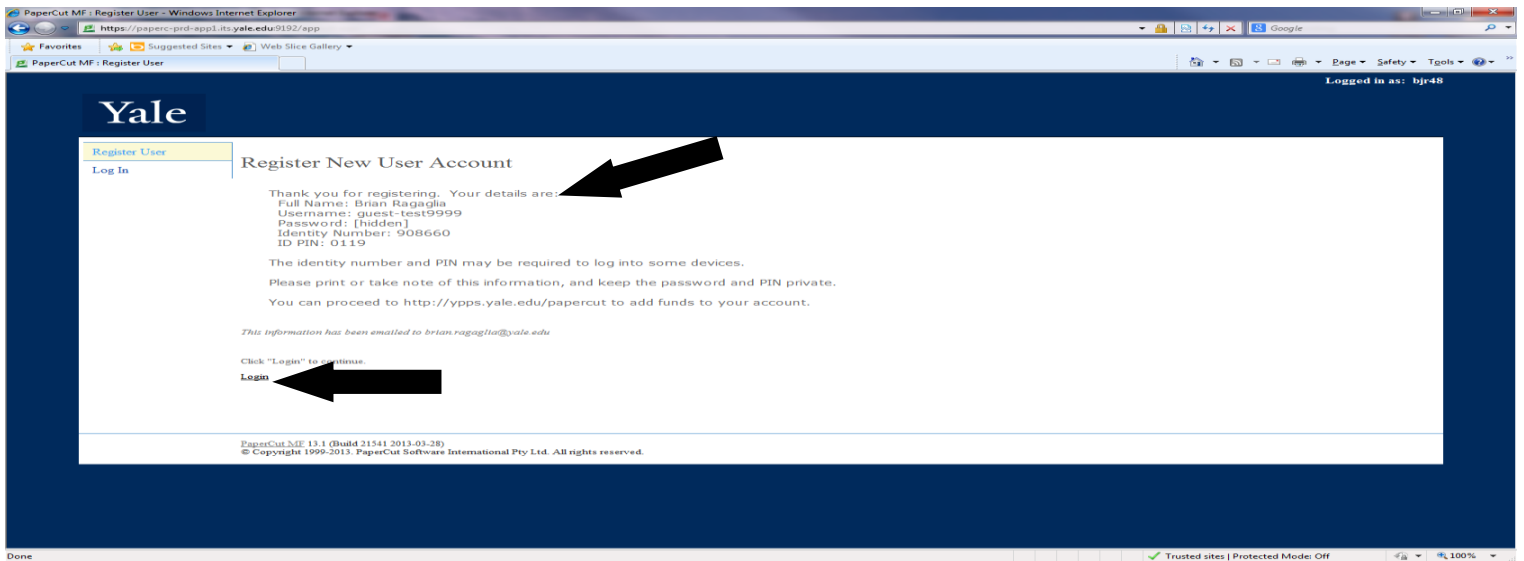 PaperCut MF : Register User - Windows Internet Explorer
https://paperc-prd-app1.its.yale.edu:9192/app
Google
Favorites Suggested Sites Web Slice Gallery
PaperCut MF : Register User
Page Safety Tools
Logged in as: bjr48
Yale
Register User
Log In
Register New User Account
Thank you for registering. Your details are:
Full Name: Brian Ragaglia
Username: guest-test9999
Password: [hidden]
Identity Number: 908660
ID PIN: 0119
The identity number and PIN may be required to log into some devices.
Please print or take note of this information, and keep the password and PIN private.
You can proceed to http://ypps.yale.edu/papercut to add funds to your account.
This information has been emailed to brian.ragaglia@yale.edu
Click "Login" to continue.
Login
PaperCut MF 13.1 (Build 21541 2013-03-28)
© Copyright 1999-2013. PaperCut Software International Pty Ltd. All rights reserved.
Done
Trusted sites | Protected Mode: Off
100%